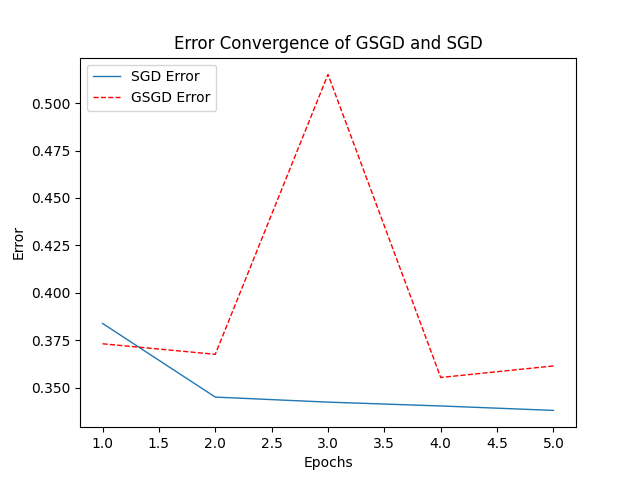 Error Convergence of GSGD and SGD
SGD Error
GSGD Error
0.500
0.475
0.450
0.425
0.400
0.375
0.350
Error
1.0 1.5 2.0 2.5 3.0 3.5 4.0 4.5 5.0
Epochs